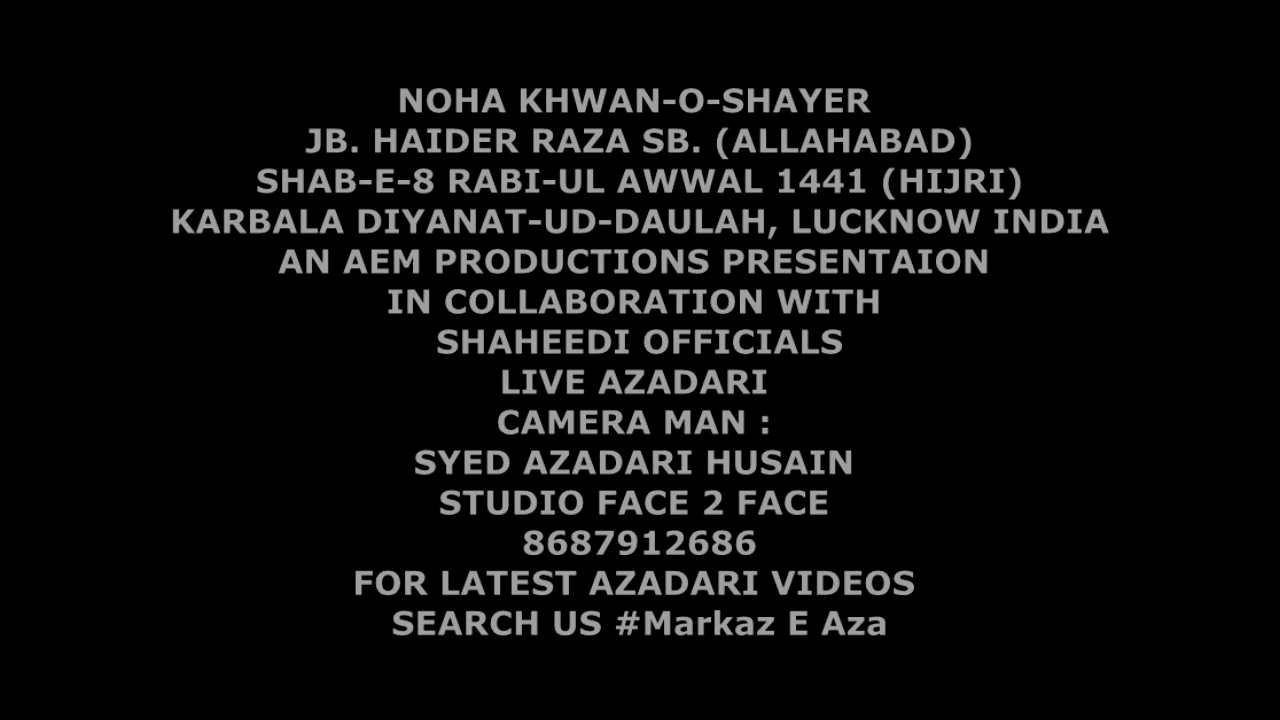 NOHA KHWAN-O-SHAYER
JB. HAIDER RAZA SB. (ALLAHABAD)
SHAB-E-8 RABI-UL AWWAL 1441 (HIJRI)
KARBALA DIYANAT-UD-DAULAH, LUCKNOW INDIA
AN AEM PRODUCTIONS PRESENTAION
IN COLLABORATION WITH
SHAHEEDI OFFICIALS
LIVE AZADARI
CAMERA MAN :
SYED AZADARI HUSAIN
STUDIO FACE 2 FACE
8687912686
FOR LATEST AZADARI VIDEOS
SEARCH US #Markaz E Aza